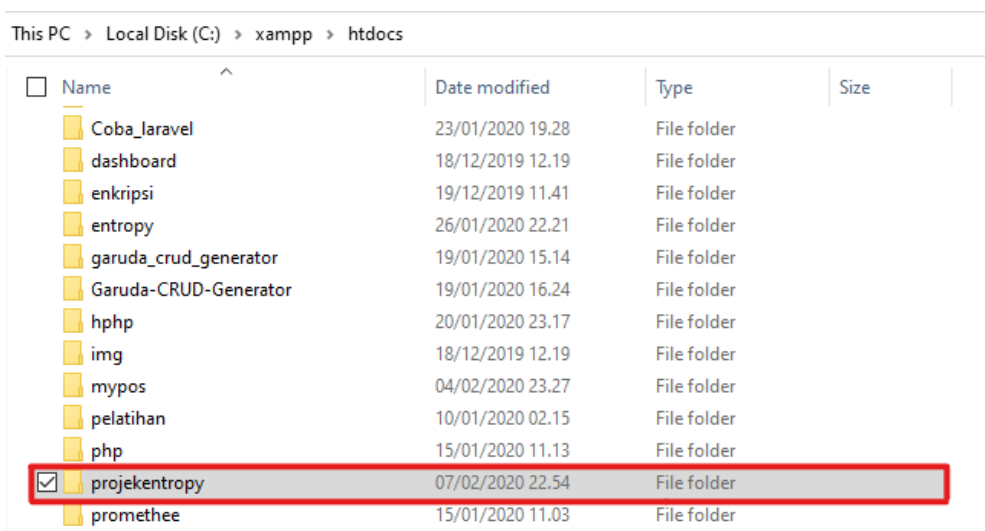 This PC > Local Disk (C:) > xampp > htdocs
Name Date modified Type Size
Coba_laravel 23/01/2020 19.28 File folder
dashboard 18/12/2019 12.19 File folder
enkripsi 19/12/2019 11.41 File folder
entropy 26/01/2020 22.21 File folder
garuda_crud_generator 19/01/2020 15.14 File folder
Garuda-CRUD-Generator 19/01/2020 16.24 File folder
hphp 20/01/2020 23.17 File folder
img 18/12/2019 12.19 File folder
mypos 04/02/2020 23.27 File folder
pelatihan 10/01/2020 02.15 File folder
php 15/01/2020 11.13 File folder
projekentropy 07/02/2020 22.54 File folder
promethee 15/01/2020 11.03 File folder